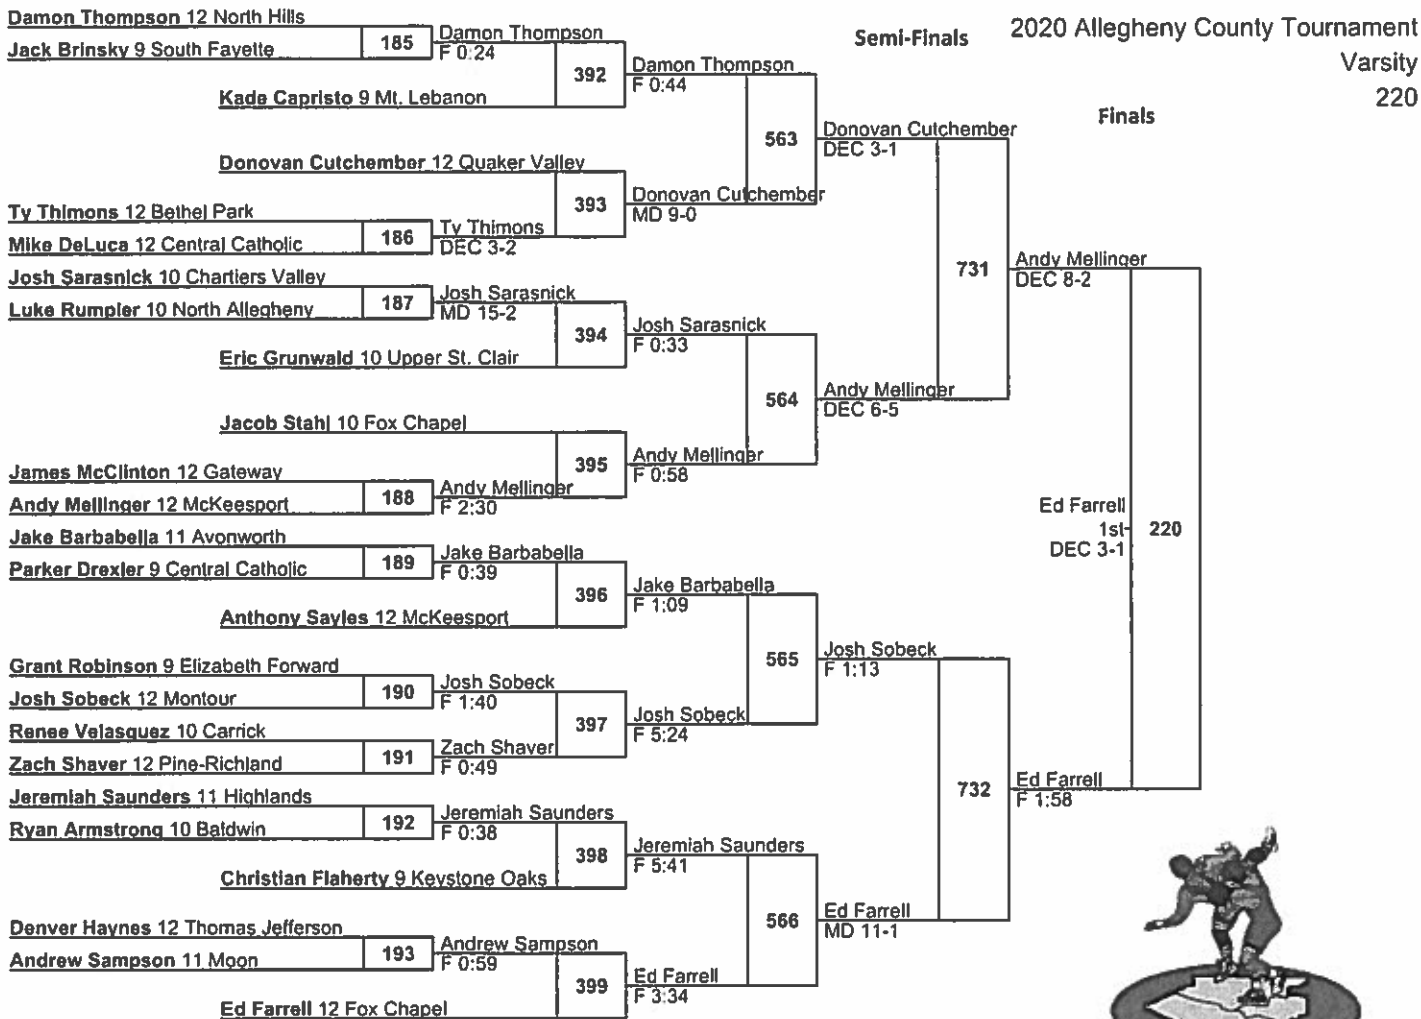 2020 Allegheny County Tournament
Varsity
220
Semi-Finals
Finals
Damon Thompson 12 North Hills
Jack Brinsky 9 South Fayette
185
Damon Thompson
F 0:24
Kade Capristo 9 Mt. Lebanon
392
Damon Thompson
F 0:44
Donovan Cutchember 12 Quaker Valley
Ty Thimons 12 Bethel Park
Mike DeLuca 12 Central Catholic
186
Ty Thimons
DEC 3-2
393
Donovan Cutchember
MD 9-0
563
Donovan Cutchember
DEC 3-1
Josh Sarasnick 10 Chartiers Valley
Luke Rumpler 10 North Allegheny
187
Josh Sarasnick
MD 15-2
Eric Grunwald 10 Upper St. Clair
394
Josh Sarasnick
F 0:33
Jacob Stahl 10 Fox Chapel
James McClinton 12 Gateway
Andy Mellinger 12 McKeesport
188
Andy Mellinger
F 2:30
395
Andy Mellinger
F 0:58
564
Andy Mellinger
DEC 6-5
731
Andy Mellinger
DEC 8-2
Jake Barbabella 11 Avonworth
Parker Drexler 9 Central Catholic
189
Jake Barbabella
F 0:39
Anthony Sayles 12 McKeesport
396
Jake Barbabella
F 1:09
Grant Robinson 9 Elizabeth Forward
Josh Sobeck 12 Montour
190
Josh Sobeck
F 1:40
Renee Velasquez 10 Carrick
Zach Shaver 12 Pine-Richland
191
Zach Shaver
F 0:49
397
Josh Sobeck
F 5:24
565
Josh Sobeck
F 1:13
Jeremiah Saunders 11 Highlands
Ryan Armstrong 10 Baldwin
192
Jeremiah Saunders
F 0:38
Christian Flaherty 9 Keystone Oaks
398
Jeremiah Saunders
F 5:41
Denver Haynes 12 Thomas Jefferson
Andrew Sampson 11 Moon
193
Andrew Sampson
F 0:59
Ed Farrell 12 Fox Chapel
399
Ed Farrell
F 3:34
566
Ed Farrell
MD 11-1
732
Ed Farrell
F 1:58
Ed Farrell
1st
DEC 3-1
220